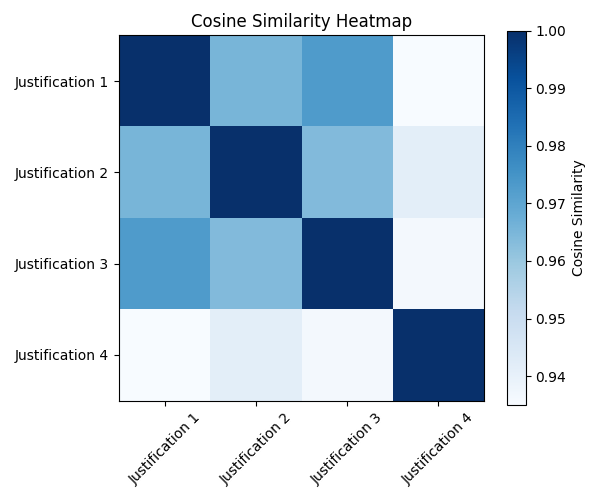 Cosine Similarity Heatmap
Justification 1
Justification 2
Justification 3
Justification 4
Justification 1
Justification 2
Justification 3
Justification 4
1.00
0.99
0.98
0.97
0.96
0.95
0.94
Cosine Similarity